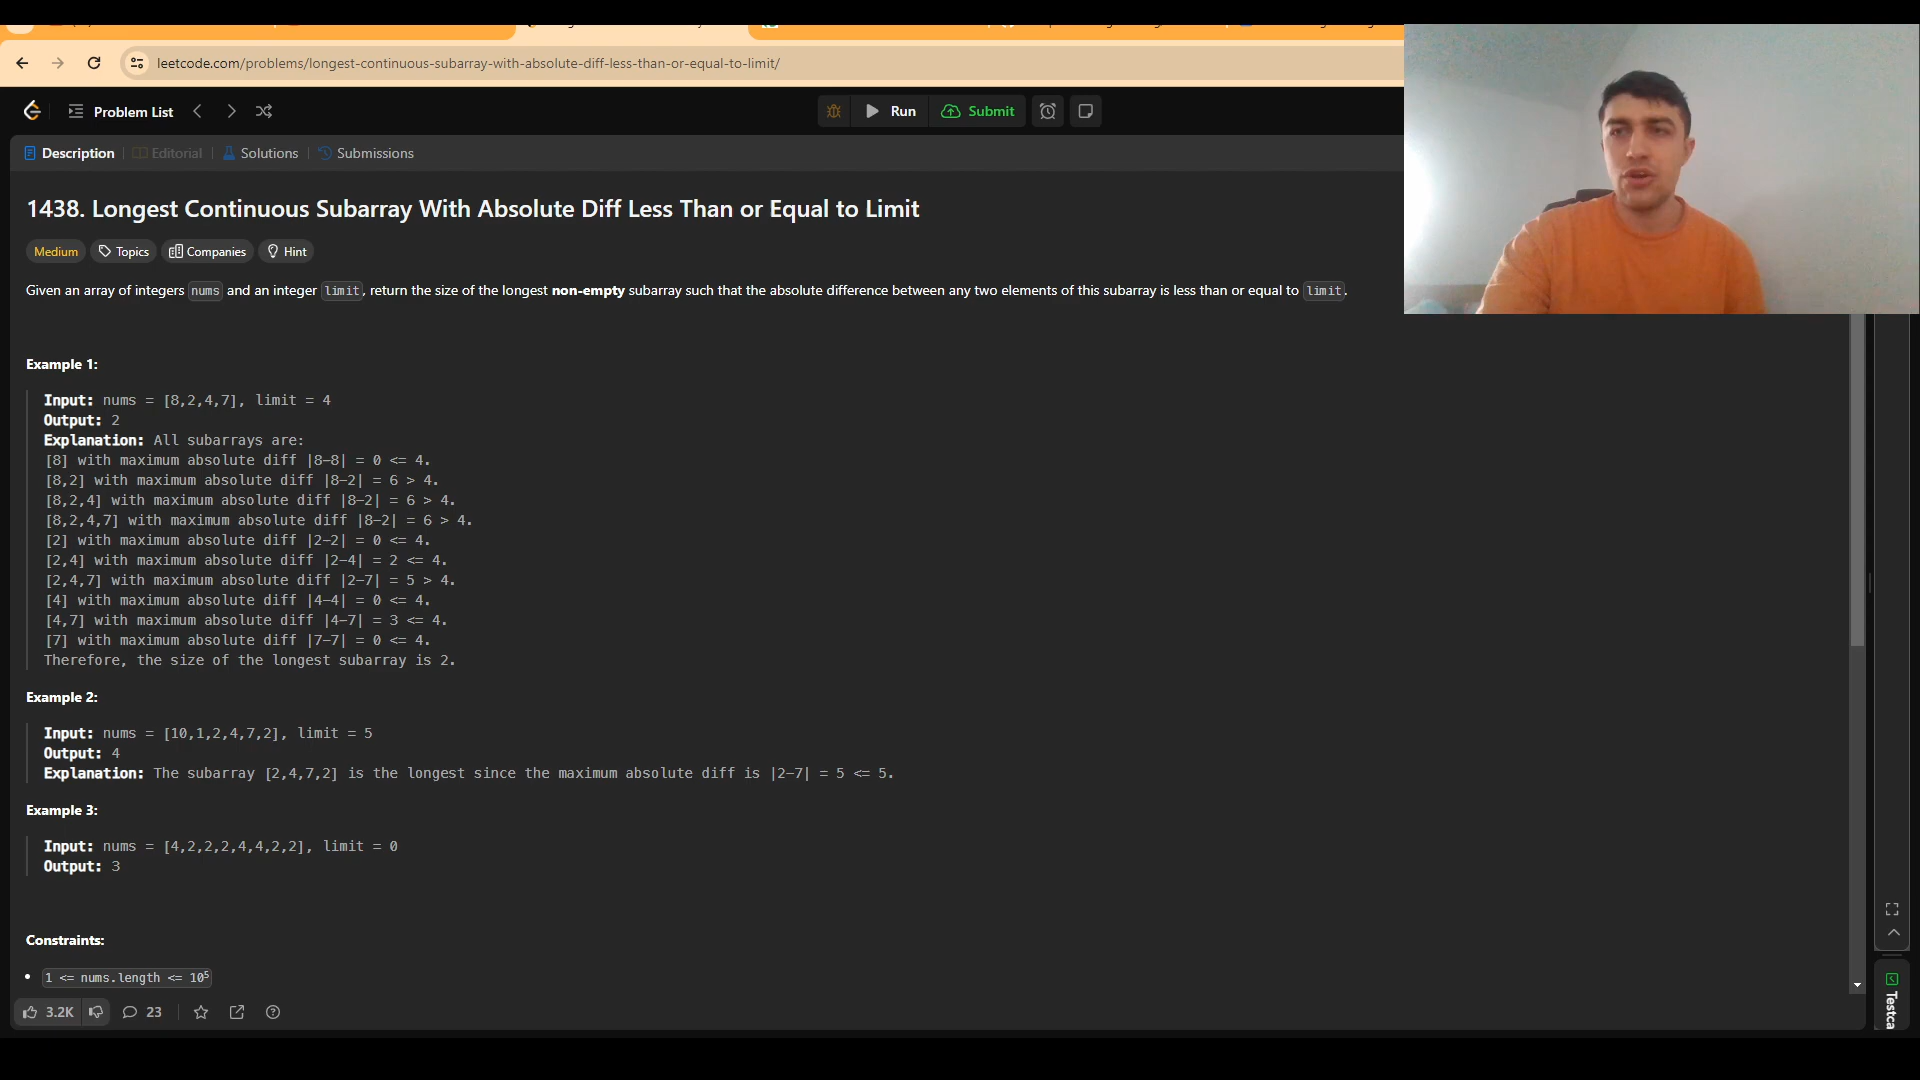 leetcode.com/problems/longest-continuous-subarray-with-absolute-diff-less-than-or-equal-to-limit/
Problem List
Run
Submit
Description
Editorial
Solutions
Submissions
1438. Longest Continuous Subarray With Absolute Diff Less Than or Equal to Limit
Medium
Topics
Companies
Hint
Given an array of integers nums and an integer limit, return the size of the longest non-empty subarray such that the absolute difference between any two elements of this subarray is less than or equal to limit.
Example 1:
Input: nums = [8,2,4,7], limit = 4
Output: 2
Explanation: All subarrays are:
[8] with maximum absolute diff |8-8| = 0 <= 4.
[8,2] with maximum absolute diff |8-2| = 6 > 4.
[8,2,4] with maximum absolute diff |8-2| = 6 > 4.
[8,2,4,7] with maximum absolute diff |8-2| = 6 > 4.
[2] with maximum absolute diff |2-2| = 0 <= 4.
[2,4] with maximum absolute diff |2-4| = 2 <= 4.
[2,4,7] with maximum absolute diff |2-7| = 5 > 4.
[4] with maximum absolute diff |4-4| = 0 <= 4.
[4,7] with maximum absolute diff |4-7| = 3 <= 4.
[7] with maximum absolute diff |7-7| = 0 <= 4.
Therefore, the size of the longest subarray is 2.
Example 2:
Input: nums = [10,1,2,4,7,2], limit = 5
Output: 4
Explanation: The subarray [2,4,7,2] is the longest since the maximum absolute diff is |2-7| = 5 <= 5.
Example 3:
Input: nums = [4,2,2,2,4,4,2,2], limit = 0
Output: 3
Constraints:
• 1 <= nums.length <= 10⁵
3.2K
23
Testca